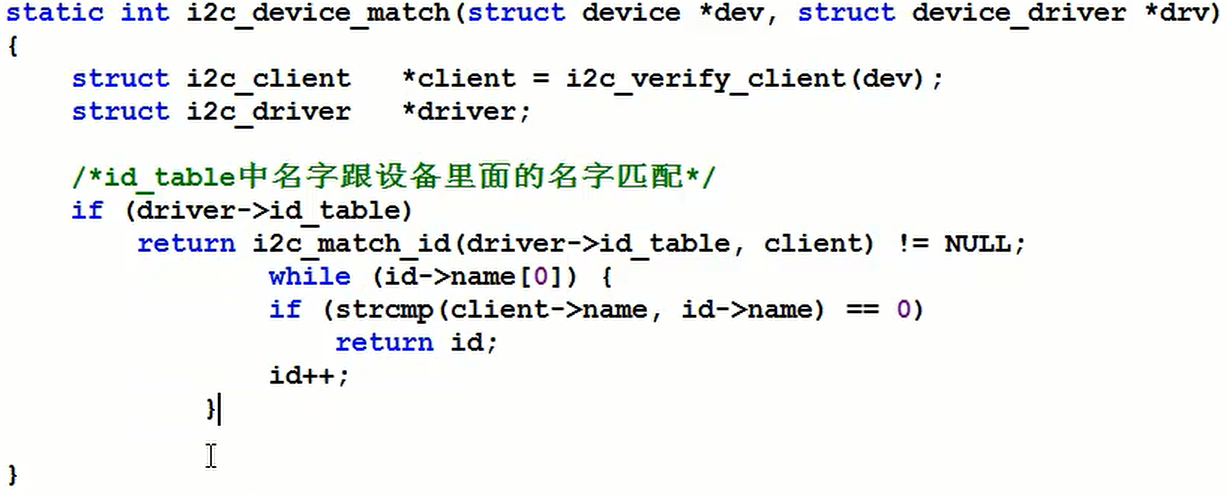 static int i2c_device_match(struct device *dev, struct device_driver *drv)
{
struct i2c_client *client = i2c_verify_client(dev);
struct i2c_driver *driver;
/*id_table中名字跟设备里面的名字匹配*/
if (driver->id_table)
return i2c_match_id(driver->id_table, client) != NULL;
while (id->name[0]) {
if (strcmp(client->name, id->name) == 0)
return id;
id++;
}
}